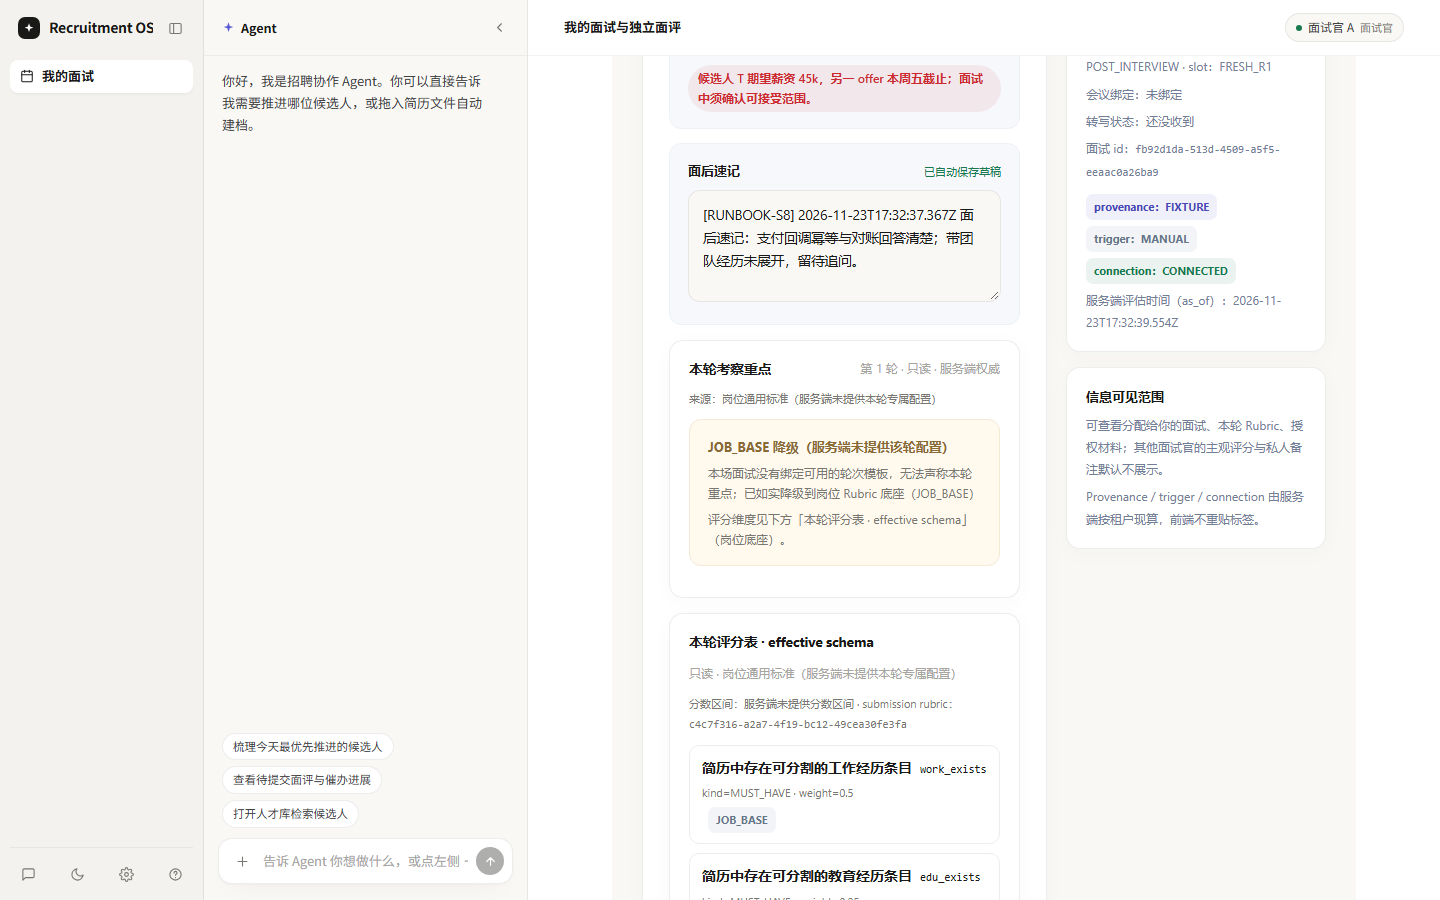 Recruitment OS
我的面试
Agent
你好，我是招聘协作 Agent。你可以直接告诉
我需要推进哪位候选人，或拖入简历文件自动
建档。
梳理今天最优先推进的候选人
查看待提交面评与催办进展
打开人才库检索候选人
告诉 Agent 你想做什么，或点左侧 -
我的面试与独立面评
面试官 A 面试官
候选人 T 期望薪资 45k，另一 offer 本周五截止；面试
中须确认可接受范围。
面后速记
已自动保存草稿
[RUNBOOK-S8] 2026-11-23T17:32:37.367Z 面
后速记：支付回调幂等与对账回答清楚；带团
队经历未展开，留待追问。
本轮考察重点
第 1 轮 · 只读 · 服务端权威
来源：岗位通用标准（服务端未提供本轮专属配置）
JOB_BASE 降级（服务端未提供该轮配置）
本场面试没有绑定可用的轮次模板，无法声称本轮
重点；已如实降级到岗位 Rubric 底座（JOB_BASE）
评分维度见下方「本轮评分表 · effective schema」
（岗位底座）。
本轮评分表 · effective schema
只读 · 岗位通用标准（服务端未提供本轮专属配置）
分数区间：服务端未提供分数区间 · submission rubric：
c4c7f316-a2a7-4f19-bc12-49cea30fe3fa
简历中存在可分割的工作经历条目 work_exists
kind=MUST_HAVE · weight=0.5
JOB_BASE
简历中存在可分割的教育经历条目 edu_exists
POST_INTERVIEW · slot：FRESH_R1
会议绑定：未绑定
转写状态：还没收到
面试 id：fb92d1da-513d-4509-a5f5-
eeaac0a26ba9
provenance：FIXTURE
trigger：MANUAL
connection：CONNECTED
服务端评估时间（as_of）：2026-11-
23T17:32:39.554Z
信息可见范围
可查看分配给你的面试、本轮 Rubric、授
权材料；其他面试官的主观评分与私人备
注默认不展示。
Provenance / trigger / connection 由服务
端按租户现算，前端不重贴标签。